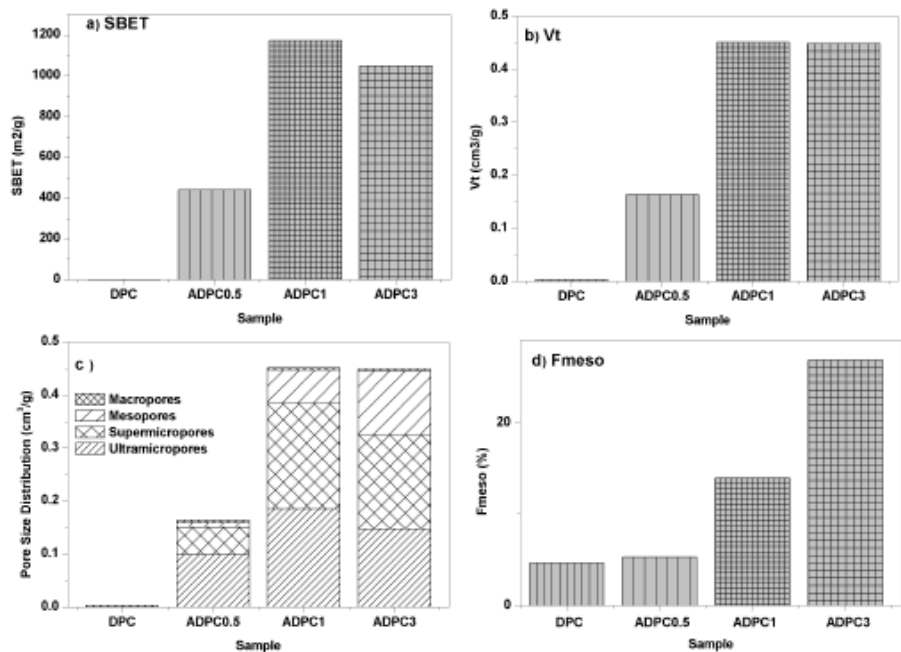 a) SBET
1200
1000
800
600
400
200
0
SBET (m2/g)
DPC ADPC0.5 ADPC1 ADPC3
Sample
b) Vt
0.5
0.4
0.3
0.2
0.1
0.0
Vt (cm3/g)
DPC ADPC0.5 ADPC1 ADPC3
Sample
c )
0.5
0.4
0.3
0.2
0.1
0.0
Pore Size Distribution (cm³/g)
Macropores
Mesopores
Supermicropores
Ultramicropores
DPC ADPC0.5 ADPC1 ADPC3
Sample
d) Fmeso
20
0
Fmeso (%)
DPC ADPC0.5 ADPC1 ADPC3
Sample